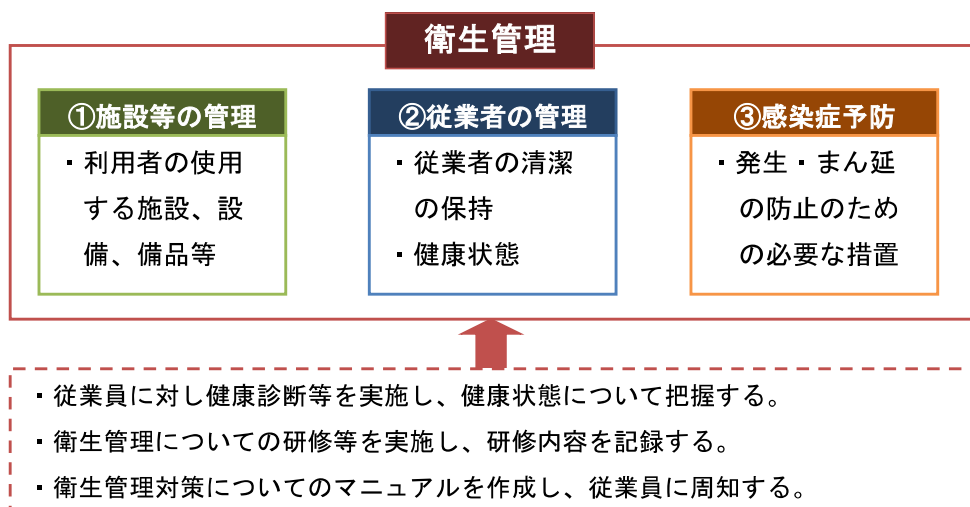 衛生管理
①施設等の管理
・利用者の使用
する施設、設
備、備品等
②従業者の管理
・従業者の清潔
の保持
・健康状態
③感染症予防
・発生・まん延
の防止のため
の必要な措置
・従業員に対し健康診断等を実施し、健康状態について把握する。
・衛生管理についての研修等を実施し、研修内容を記録する。
・衛生管理対策についてのマニュアルを作成し、従業員に周知する。